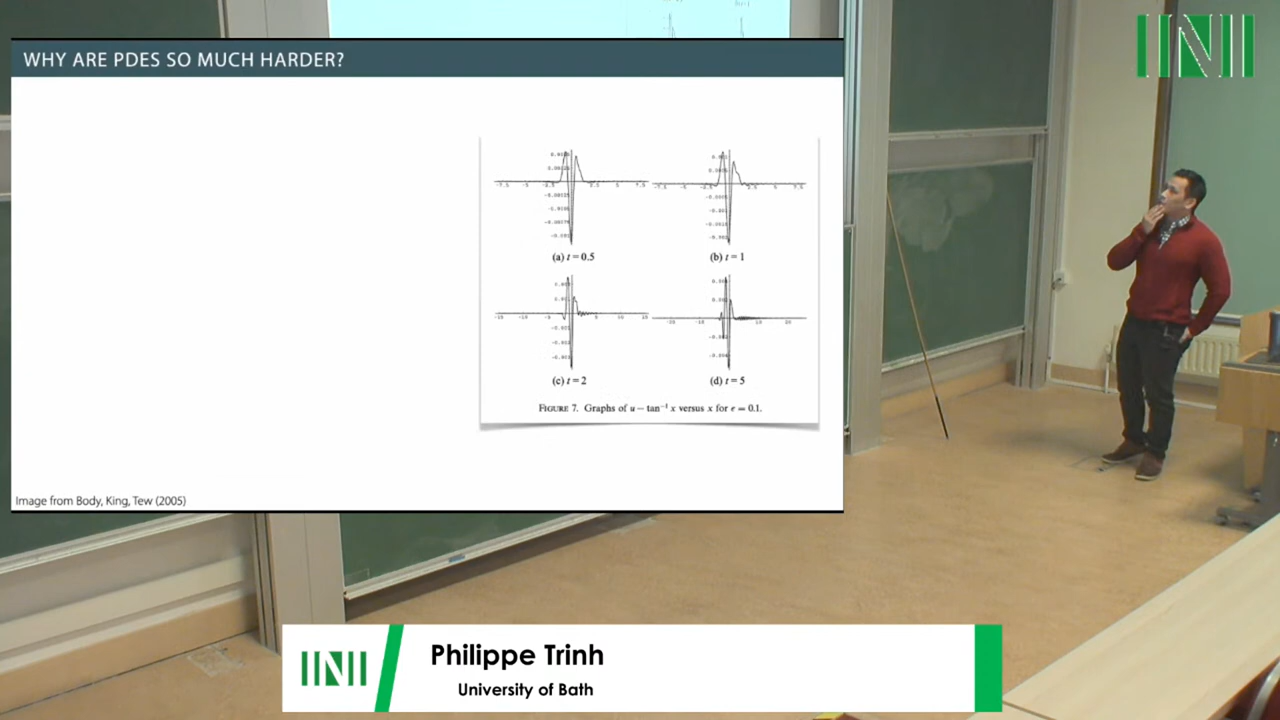 WHY ARE PDES SO MUCH HARDER?
(a) t = 0.5
(b) t = 1
(c) t = 2
(d) t = 5
FIGURE 7. Graphs of u − tan⁻¹ x versus x for e = 0.1.
Image from Body, King, Tew (2005)
Philippe Trinh
University of Bath